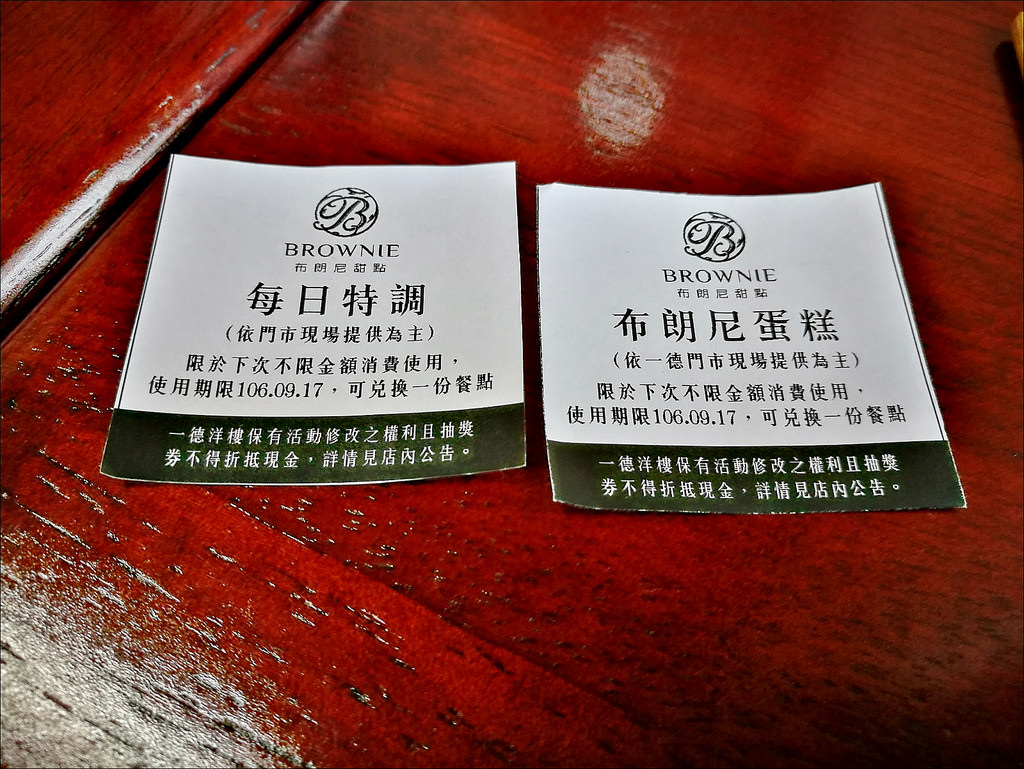 B
BROWNIE
布朗尼甜點
每日特調
(依門市現場提供為主)
限於下次不限金額消費使用，
使用期限106.09.17，可兌換一份餐點
一德洋樓保有活動修改之權利且抽獎
券不得折抵現金，詳情見店內公告。
B
BROWNIE
布朗尼甜點
布朗尼蛋糕
(依一德門市現場提供為主)
限於下次不限金額消費使用，
使用期限106.09.17，可兌換一份餐點
一德洋樓保有活動修改之權利且抽獎
券不得折抵現金，詳情見店內公告。